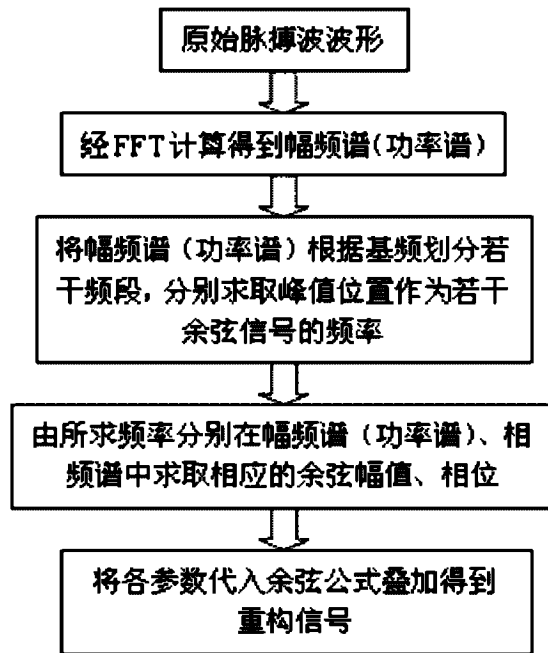 原始脉搏波波形
经FFT计算得到幅频谱(功率谱)
将幅频谱（功率谱）根据基频划分若
干频段，分别求取峰值位置作为若干
余弦信号的频率
由所求频率分别在幅频谱（功率谱）、相
频谱中求取相应的余弦幅值、相位
将各参数代入余弦公式叠加得到
重构信号